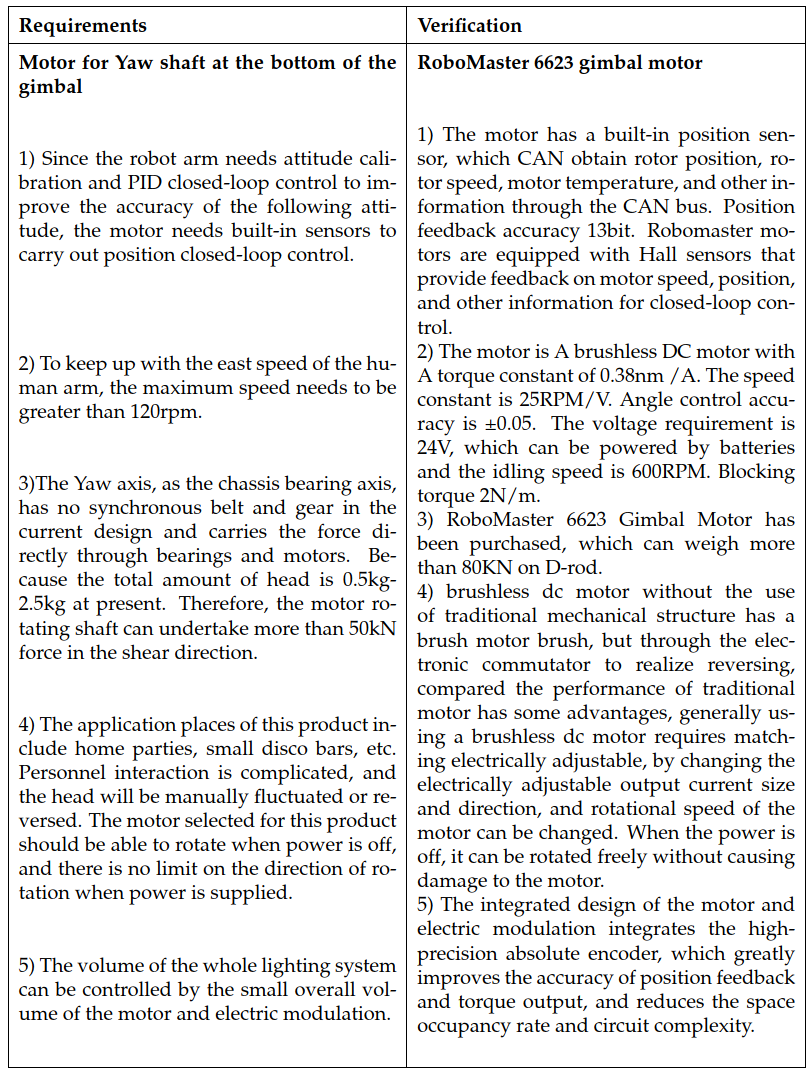 Requirements
Verification
Motor for Yaw shaft at the bottom of the
gimbal
1) Since the robot arm needs attitude cali-
bration and PID closed-loop control to im-
prove the accuracy of the following atti-
tude, the motor needs built-in sensors to
carry out position closed-loop control.
2) To keep up with the east speed of the hu-
man arm, the maximum speed needs to be
greater than 120rpm.
3)The Yaw axis, as the chassis bearing axis,
has no synchronous belt and gear in the
current design and carries the force di-
rectly through bearings and motors. Be-
cause the total amount of head is 0.5kg-
2.5kg at present. Therefore, the motor ro-
tating shaft can undertake more than 50kN
force in the shear direction.
4) The application places of this product in-
clude home parties, small disco bars, etc.
Personnel interaction is complicated, and
the head will be manually fluctuated or re-
versed. The motor selected for this product
should be able to rotate when power is off,
and there is no limit on the direction of ro-
tation when power is supplied.
5) The volume of the whole lighting system
can be controlled by the small overall vol-
ume of the motor and electric modulation.
RoboMaster 6623 gimbal motor
1) The motor has a built-in position sen-
sor, which CAN obtain rotor position, ro-
tor speed, motor temperature, and other in-
formation through the CAN bus. Position
feedback accuracy 13bit. Robomaster mo-
tors are equipped with Hall sensors that
provide feedback on motor speed, position,
and other information for closed-loop con-
trol.
2) The motor is A brushless DC motor with
A torque constant of 0.38nm /A. The speed
constant is 25RPM/V. Angle control accu-
racy is ±0.05. The voltage requirement is
24V, which can be powered by batteries
and the idling speed is 600RPM. Blocking
torque 2N/m.
3) RoboMaster 6623 Gimbal Motor has
been purchased, which can weigh more
than 80KN on D-rod.
4) brushless dc motor without the use
of traditional mechanical structure has a
brush motor brush, but through the elec-
tronic commutator to realize reversing,
compared the performance of traditional
motor has some advantages, generally us-
ing a brushless dc motor requires match-
ing electrically adjustable, by changing the
electrically adjustable output current size
and direction, and rotational speed of the
motor can be changed. When the power is
off, it can be rotated freely without causing
damage to the motor.
5) The integrated design of the motor and
electric modulation integrates the high-
precision absolute encoder, which greatly
improves the accuracy of position feedback
and torque output, and reduces the space
occupancy rate and circuit complexity.